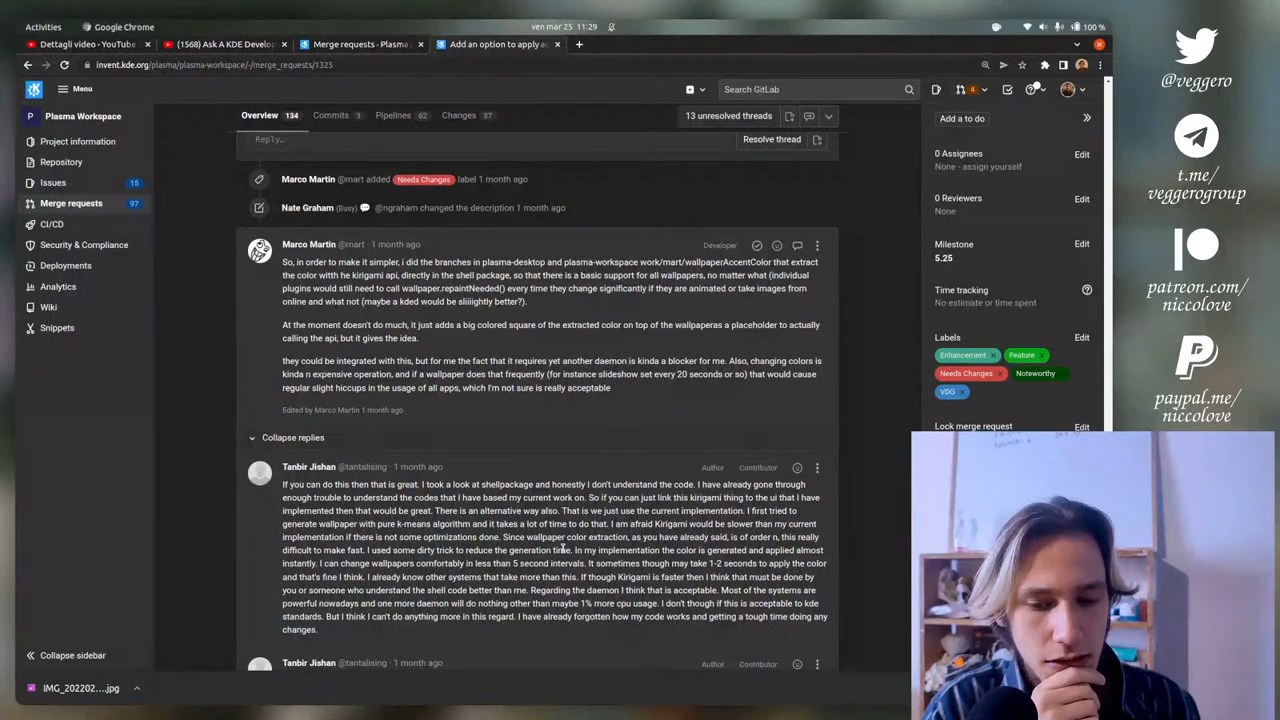 Activities
Google Chrome
ven mar 25 11:29
100 %
Dettagli video - YouTube
(1568) Ask A KDE Develop
Merge requests · Plasma
Add an option to apply a
invent.kde.org/plasma/plasma-workspace/-/merge_requests/1325
Menu
Search GitLab
4
P
Plasma Workspace
Project information
Repository
Issues
15
Merge requests
97
CI/CD
Security & Compliance
Deployments
Analytics
Wiki
Snippets
Collapse sidebar
Overview 134
Commits 3
Pipelines 62
Changes 37
13 unresolved threads
Reply…
Resolve thread
Marco Martin @mart added Needs Changes label 1 month ago
Nate Graham (Busy) @ngraham changed the description 1 month ago
Marco Martin @mart · 1 month ago
Developer
So, in order to make it simpler, i did the branches in plasma-desktop and plasma-workspace work/mart/wallpaperAccentColor that extract
the color witth he kirigami api, directly in the shell package, so that there is a basic support for all wallpapers, no matter what (individual
plugins would still need to call wallpaper.repaintNeeded() every time they change significantly if they are animated or take images from
online and what not (maybe a kded would be sliiiightly better?).
At the moment doesn't do much, it just adds a big colored square of the extracted color on top of the wallpaperas a placeholder to actually
calling the api, but it gives the idea.
they could be integrated with this, but for me the fact that it requires yet another daemon is kinda a blocker for me. Also, changing colors is
kinda n expensive operation, and if a wallpaper does that frequently (for instance slideshow set every 20 seconds or so) that would cause
regular slight hiccups in the usage of all apps, which I'm not sure is really acceptable
Edited by Marco Martin 1 month ago
Collapse replies
Tanbir Jishan @tantalising · 1 month ago
Author
Contributor
If you can do this then that is great. I took a look at shellpackage and honestly I don't understand the code. I have already gone through
enough trouble to understand the codes that I have based my current work on. So if you can just link this kirigami thing to the ui that I have
implemented then that would be great. There is an alternative way also. That is we just use the current implementation. I first tried to
generate wallpaper with pure k-means algorithm and it takes a lot of time to do that. I am afraid Kirigami would be slower than my current
implementation if there is not some optimizations done. Since wallpaper color extraction, as you have already said, is of order n, this really
difficult to make fast. I used some dirty trick to reduce the generation time. In my implementation the color is generated and applied almost
instantly. I can change wallpapers comfortably in less than 5 second intervals. It sometimes though may take 1-2 seconds to apply the color
and that's fine I think. I already know other systems that take more than this. If though Kirigami is faster then I think that must be done by
you or someone who understand the shell code better than me. Regarding the daemon I think that is acceptable. Most of the systems are
powerful nowadays and one more daemon will do nothing other than maybe 1% more cpu usage. I don't though if this is acceptable to kde
standards. But I think I can't do anything more in this regard. I have already forgotten how my code works and getting a tough time doing any
changes.
Tanbir Jishan @tantalising · 1 month ago
Author
Contributor
Add a to do
0 Assignees
Edit
None - assign yourself
0 Reviewers
Edit
None
Milestone
Edit
5.25
Time tracking
No estimate or time spent
Labels
Edit
Enhancement
Feature
Needs Changes
Noteworthy
VDG
Lock merge request
Edit
IMG_202202....jpg
@veggero
t.me/
veggerogroup
patreon.com/
niccolove
paypal.me/
niccolove